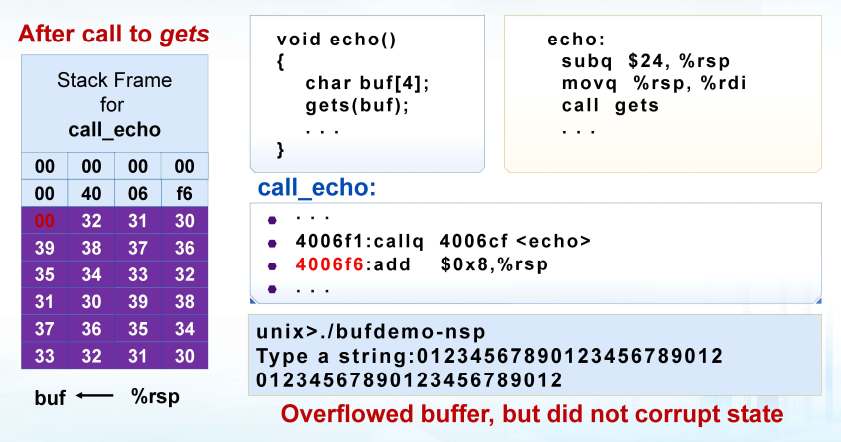 After call to gets
Stack Frame
for
call_echo
00 00 00 00
00 40 06 f6
00 32 31 30
39 38 37 36
35 34 33 32
31 30 39 38
37 36 35 34
33 32 31 30
buf %rsp
void echo()
{
char buf[4];
gets(buf);
. . .
}
echo:
subq $24, %rsp
movq %rsp, %rdi
call gets
. . .
call_echo:
. . .
4006f1:callq 4006cf <echo>
4006f6:add $0x8,%rsp
. . .
unix>./bufdemo-nsp
Type a string:01234567890123456789012
01234567890123456789012
Overflowed buffer, but did not corrupt state